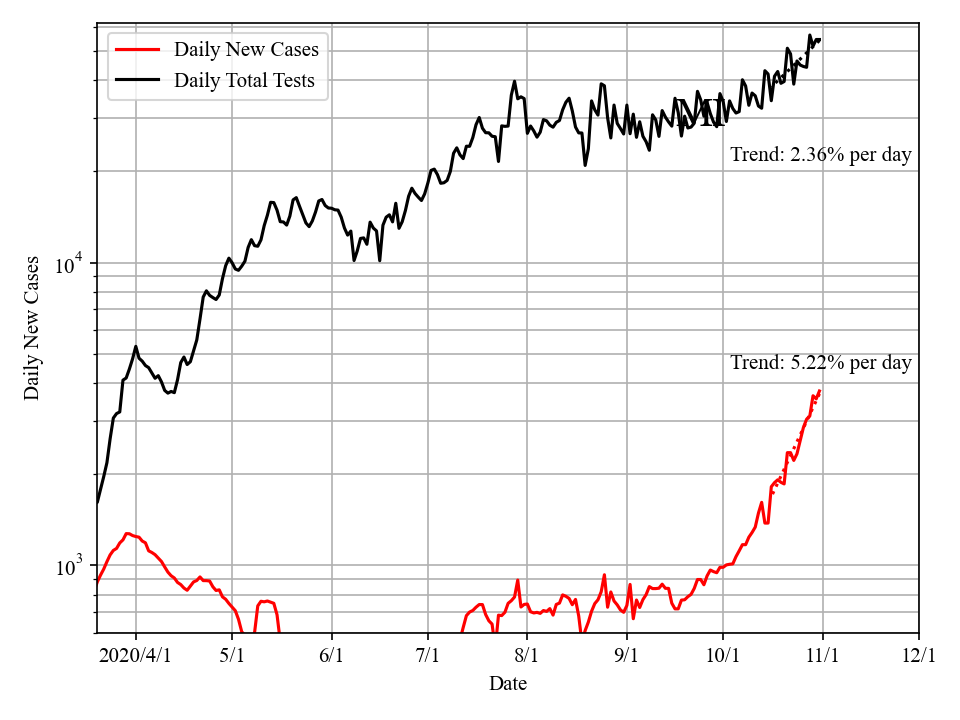 Daily New Cases
Daily Total Tests
MI
Trend: 2.36% per day
Trend: 5.22% per day
10^4
10^3
Daily New Cases
2020/4/1 5/1 6/1 7/1 8/1 9/1 10/1 11/1 12/1
Date